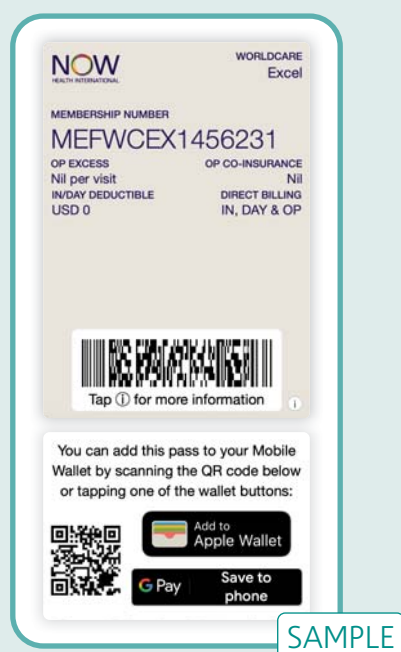 NOW
HEALTH INTERNATIONAL
WORLDCARE
Excel
MEMBERSHIP NUMBER
MEFWCEX1456231
OP EXCESS
Nil per visit
OP CO-INSURANCE
Nil
IN/DAY DEDUCTIBLE
USD 0
DIRECT BILLING
IN, DAY & OP
Tap ⓘ for more information
ⓘ
You can add this pass to your Mobile
Wallet by scanning the QR code below
or tapping one of the wallet buttons:
Add to
Apple Wallet
G Pay
Save to
phone
SAMPLE